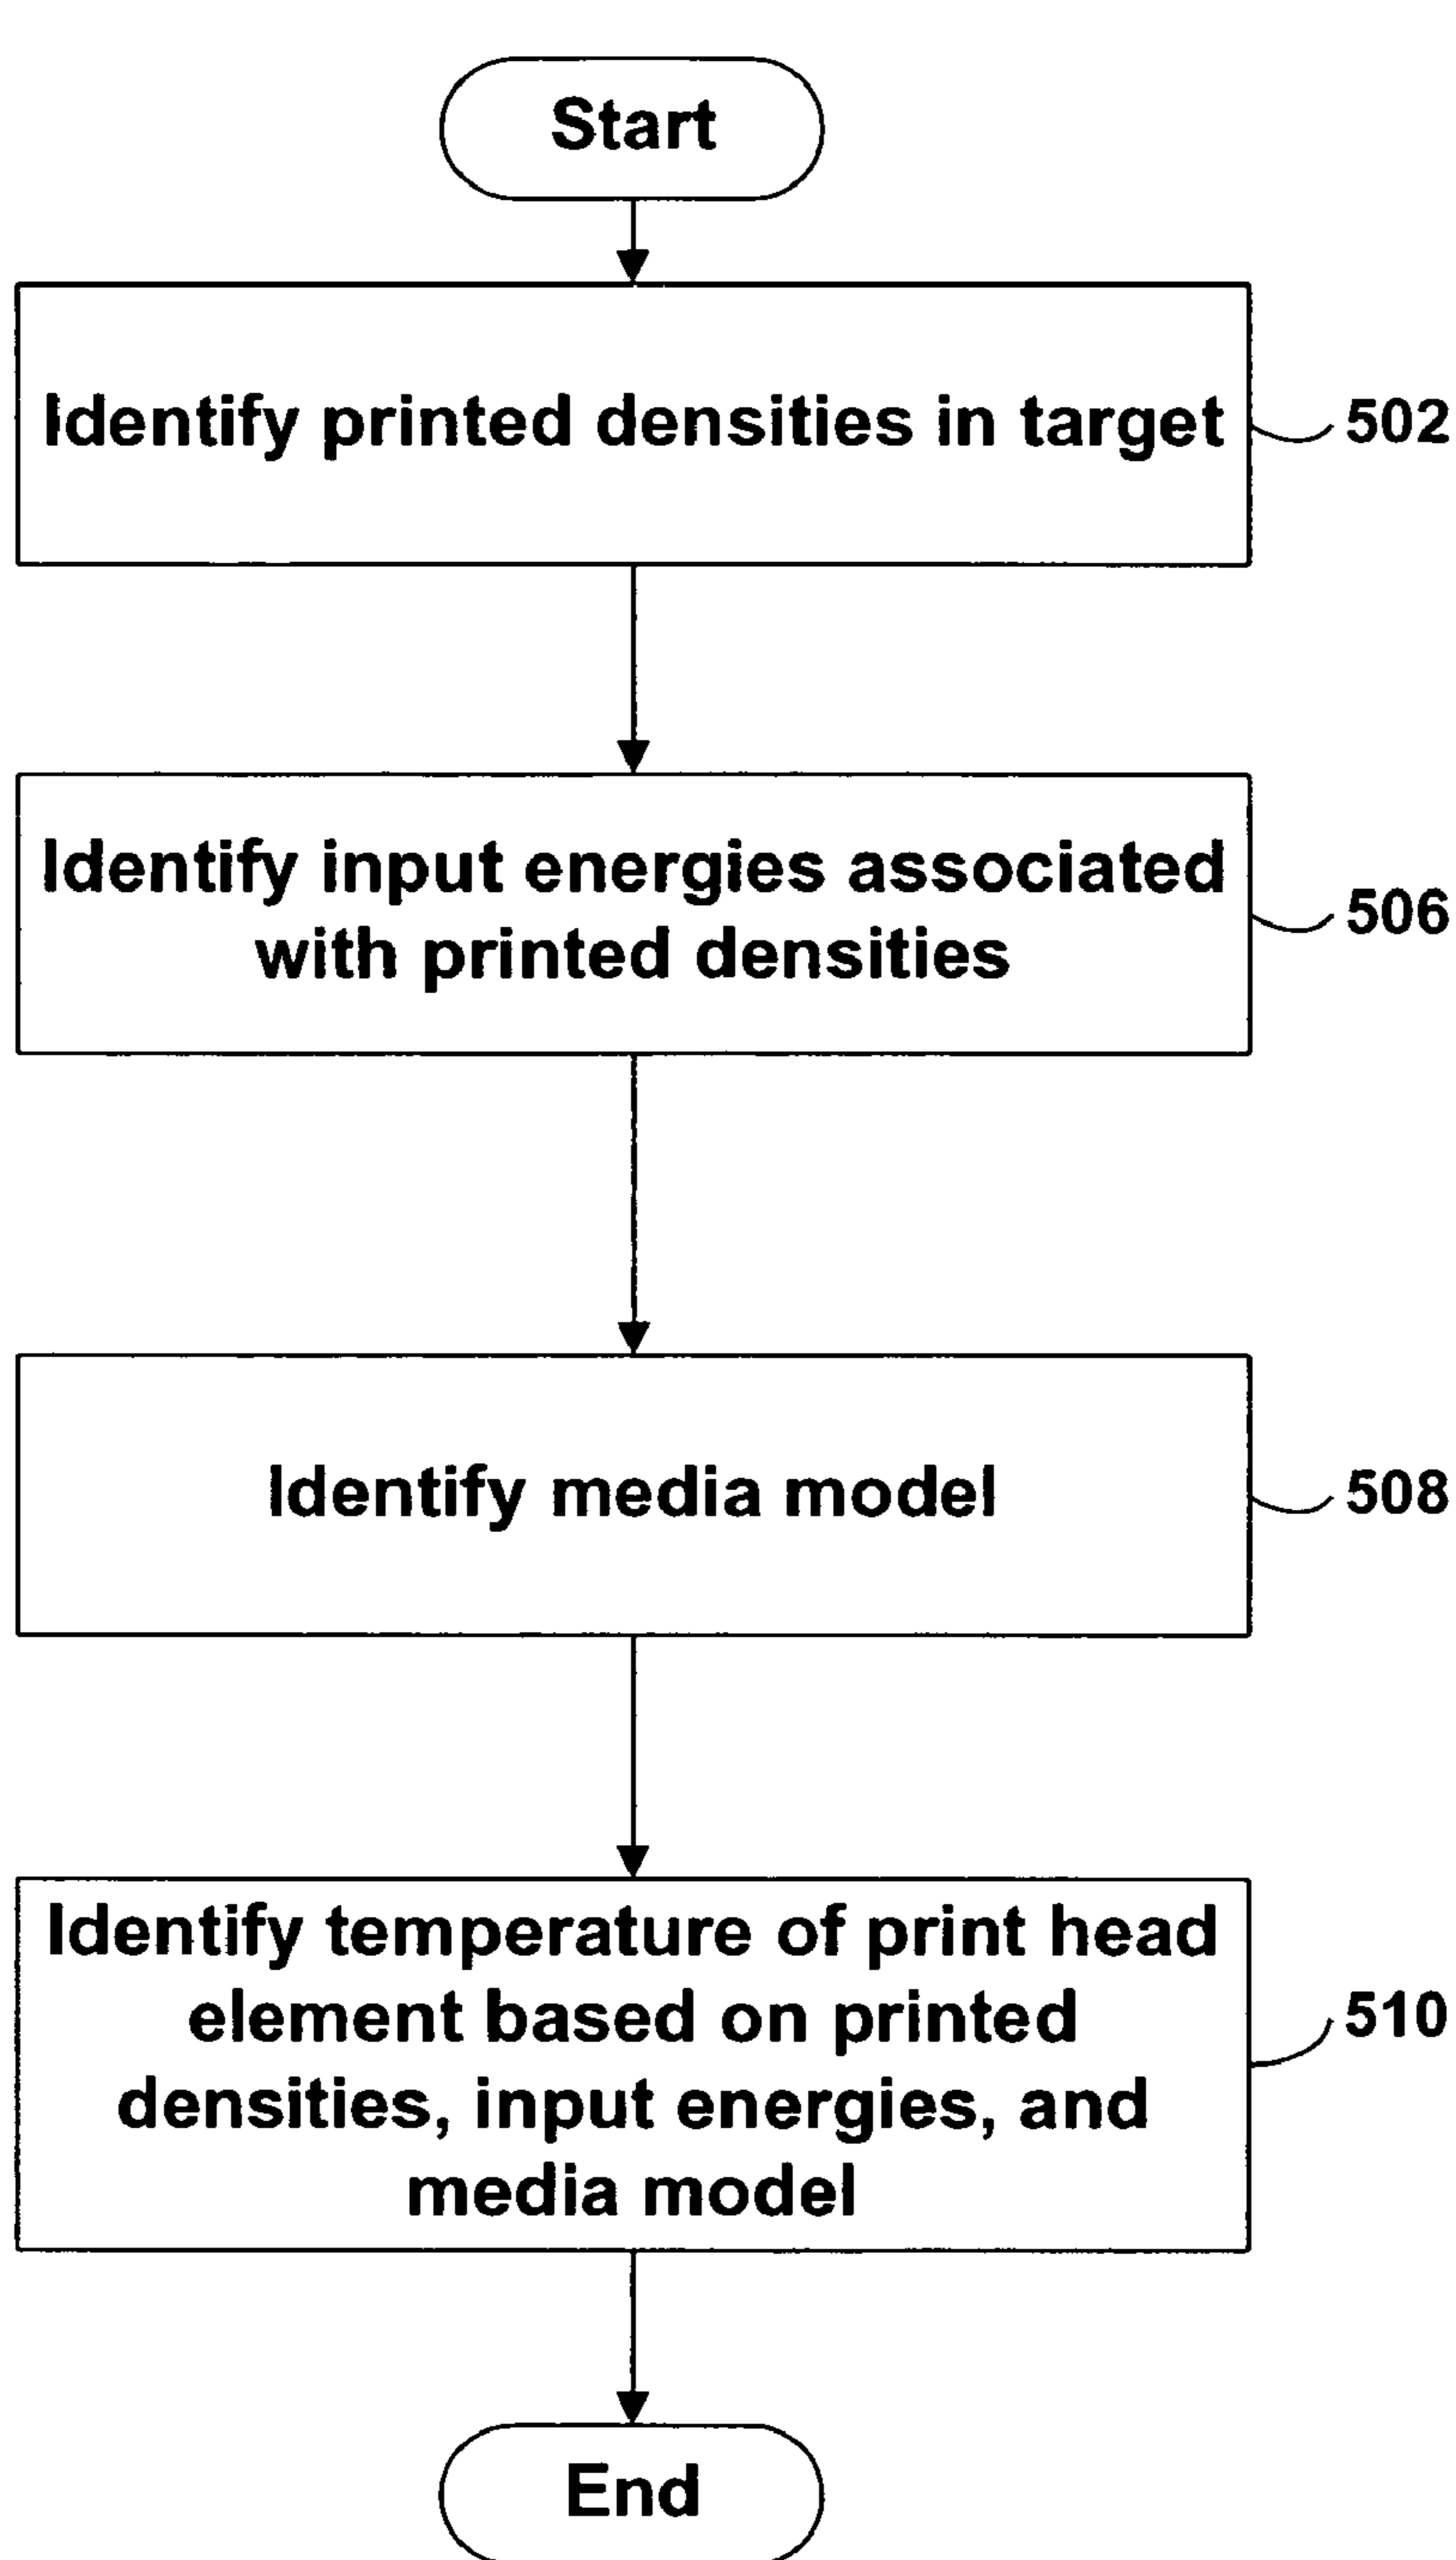 Start
Identify printed densities in target
502
Identify input energies associated
with printed densities
506
Identify media model
508
Identify temperature of print head
element based on printed
densities, input energies, and
media model
510
End